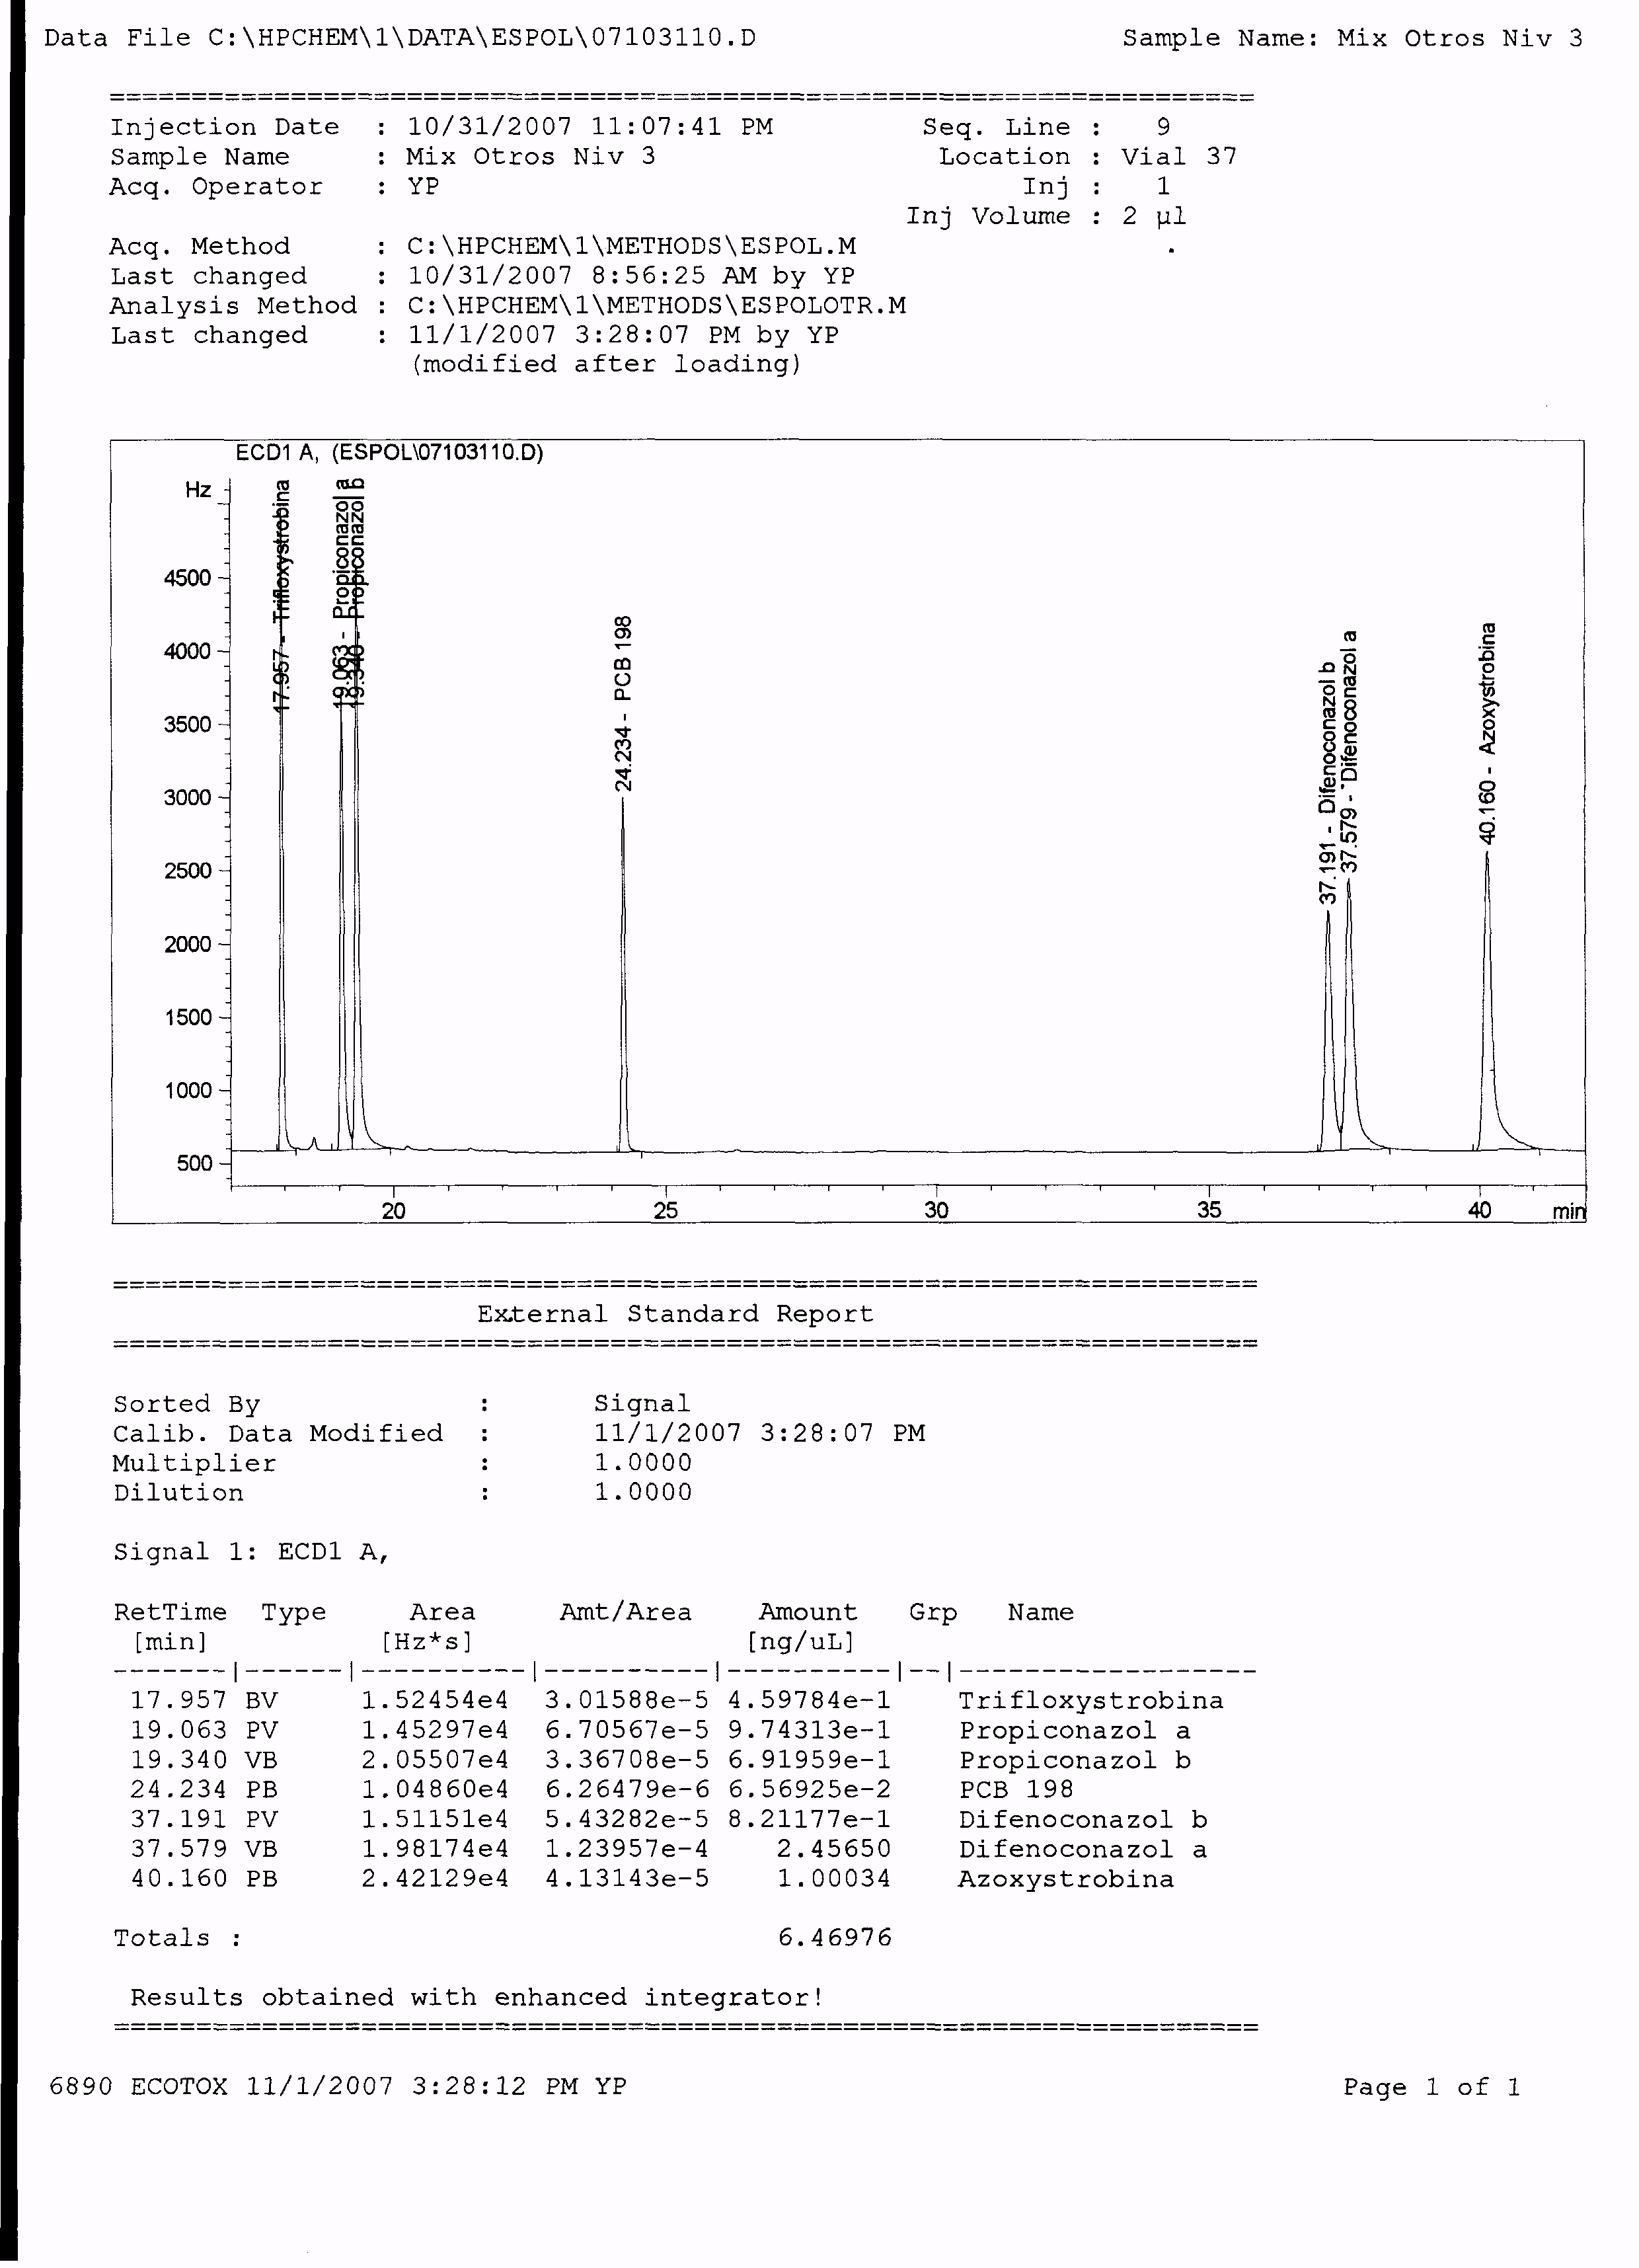 Data File C:\HPCHEM\1\DATA\ESPOL\07103110.D Sample Name: Mix Otros Niv 3
=====================================================================
Injection Date : 10/31/2007 11:07:41 PM Seq. Line : 9
Sample Name : Mix Otros Niv 3 Location : Vial 37
Acq. Operator : YP Inj : 1
Inj Volume : 2 µl
Acq. Method : C:\HPCHEM\1\METHODS\ESPOL.M
Last changed : 10/31/2007 8:56:25 AM by YP
Analysis Method : C:\HPCHEM\1\METHODS\ESPOLOTR.M
Last changed : 11/1/2007 3:28:07 PM by YP
(modified after loading)
ECD1 A, (ESPOL\07103110.D)
Hz
4500
4000
3500
3000
2500
2000
1500
1000
500
17.957 - Trifloxystrobina
19.063 - Propiconazol a
19.340 - Propiconazol b
24.234 - PCB 198
37.191 - Difenoconazol b
37.579 - Difenoconazol a
40.160 - Azoxystrobina
20 25 30 35 40 min
=====================================================================
External Standard Report
=====================================================================
Sorted By : Signal
Calib. Data Modified : 11/1/2007 3:28:07 PM
Multiplier : 1.0000
Dilution : 1.0000
Signal 1: ECD1 A,
RetTime Type Area Amt/Area Amount Grp Name
[min] [Hz*s] [ng/uL]
-------|------|----------|----------|----------|--|------------------
17.957 BV 1.52454e4 3.01588e-5 4.59784e-1 Trifloxystrobina
19.063 PV 1.45297e4 6.70567e-5 9.74313e-1 Propiconazol a
19.340 VB 2.05507e4 3.36708e-5 6.91959e-1 Propiconazol b
24.234 PB 1.04860e4 6.26479e-6 6.56925e-2 PCB 198
37.191 PV 1.51151e4 5.43282e-5 8.21177e-1 Difenoconazol b
37.579 VB 1.98174e4 1.23957e-4 2.45650 Difenoconazol a
40.160 PB 2.42129e4 4.13143e-5 1.00034 Azoxystrobina
Totals : 6.46976
Results obtained with enhanced integrator!
=====================================================================
6890 ECOTOX 11/1/2007 3:28:12 PM YP Page 1 of 1